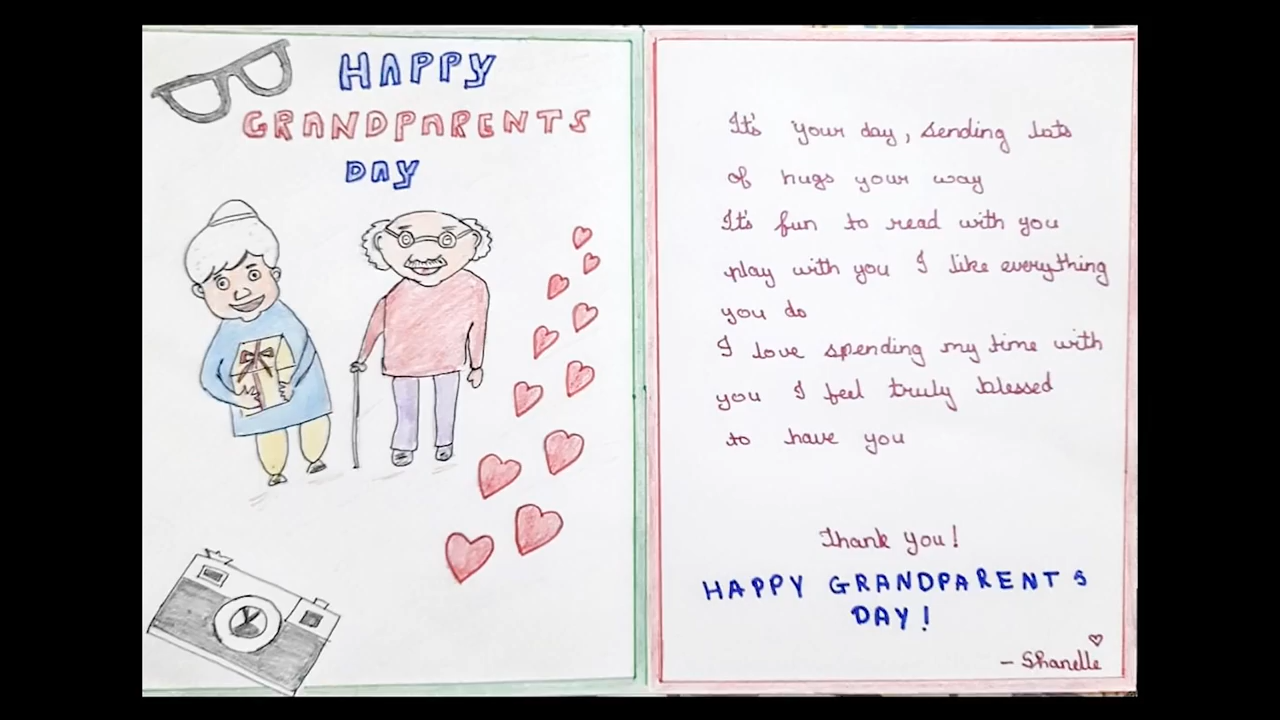 HAPPY
GRANDPARENTS
DAY
It's your day, sending lots
of hugs your way
It's fun to read with you
play with you I like everything
you do
I love spending my time with
you I feel truly blessed
to have you
Thank you!
HAPPY GRANDPARENTS
DAY!
- Shanelle